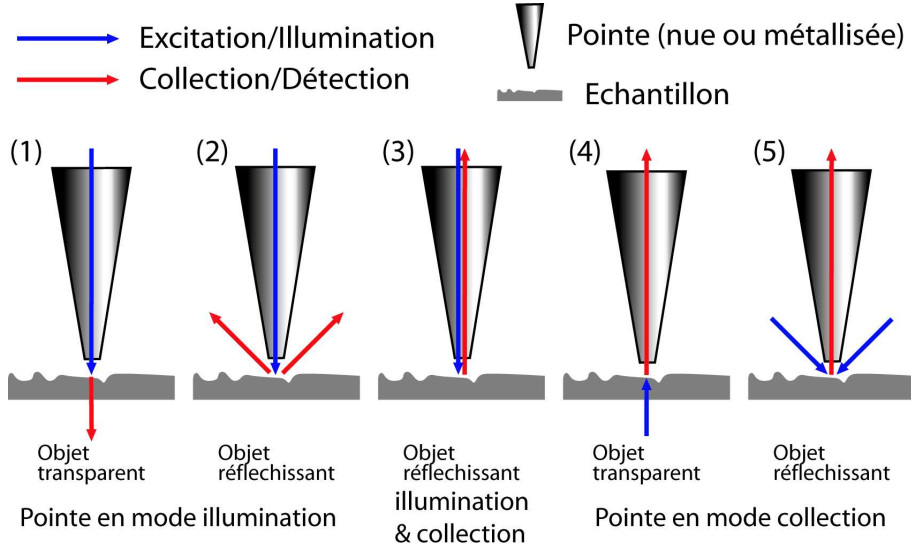 Excitation/Illumination
Collection/Détection
Pointe (nue ou métallisée)
Echantillon
(1)
(2)
(3)
(4)
(5)
Objet
transparent
Objet
réflechissant
Objet
réflechissant
Objet
transparent
Objet
réflechissant
Pointe en mode illumination
illumination
& collection
Pointe en mode collection